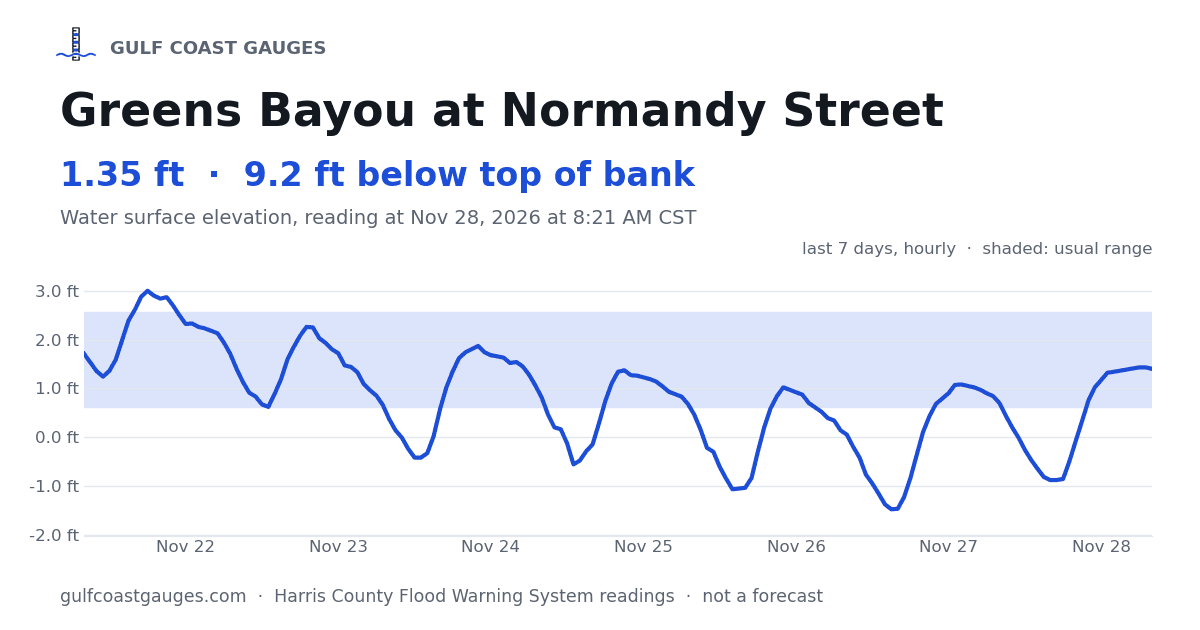 GULF COAST GAUGES
Greens Bayou at Normandy Street
1.35 ft · 9.2 ft below top of bank
Water surface elevation, reading at Nov 28, 2026 at 8:21 AM CST
last 7 days, hourly · shaded: usual range
3.0 ft
2.0 ft
1.0 ft
0.0 ft
-1.0 ft
-2.0 ft
Nov 22 Nov 23 Nov 24 Nov 25 Nov 26 Nov 27 Nov 28
gulfcoastgauges.com · Harris County Flood Warning System readings · not a forecast